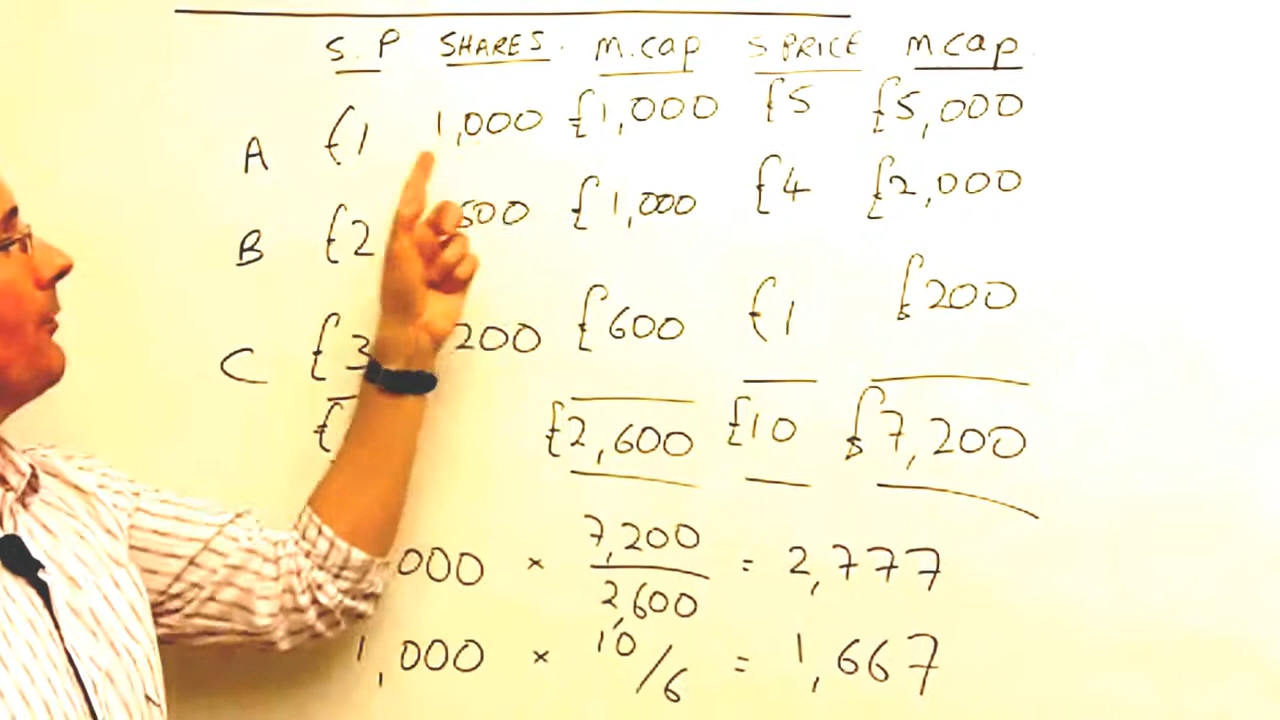 S.P SHARES. M.CAP S PRICE MCAP
A £1 1,000 £1,000 £5 £5,000
B £2 500 £1,000 £4 £2,000
C £3 200 £600 £1 £200
£ £2,600 £10 £7,200
000 × 7,200/2,600 = 2,777
1,000 × 10/6 = 1,667